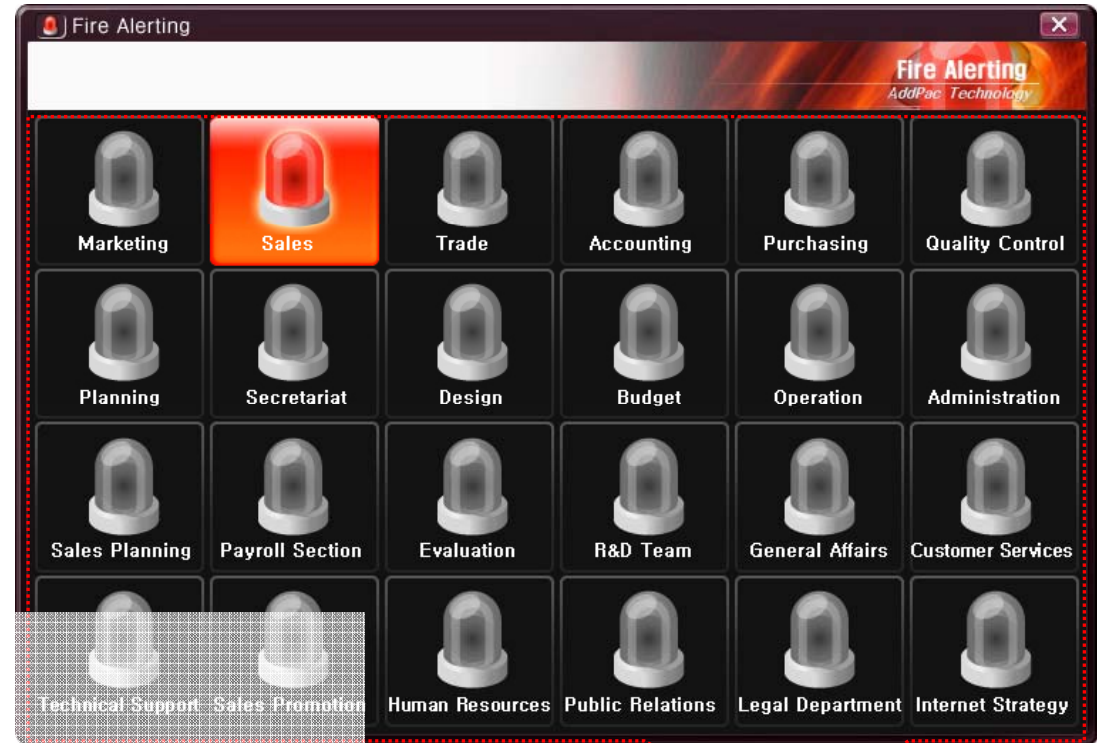 Fire Alerting
Fire Alerting
AddPac Technology
Marketing
Sales
Trade
Accounting
Purchasing
Quality Control
Planning
Secretariat
Design
Budget
Operation
Administration
Sales Planning
Payroll Section
Evaluation
R&D Team
General Affairs
Customer Services
Technical Support
Sales Promotion
Human Resources
Public Relations
Legal Department
Internet Strategy